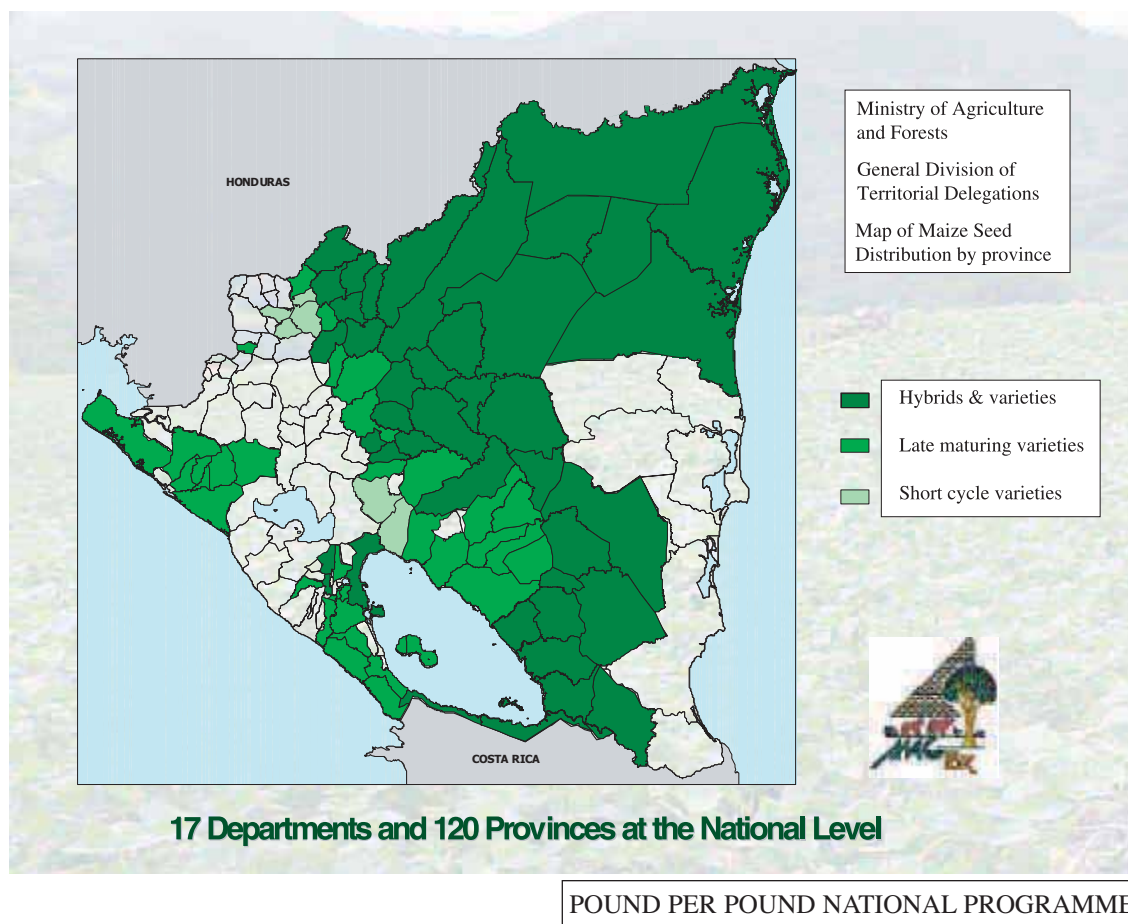 HONDURAS
COSTA RICA
Ministry of Agriculture
and Forests
General Division of
Territorial Delegations
Map of Maize Seed
Distribution by province
Hybrids & varieties
Late maturing varieties
Short cycle varieties
MAG
17 Departments and 120 Provinces at the National Level
POUND PER POUND NATIONAL PROGRAMME